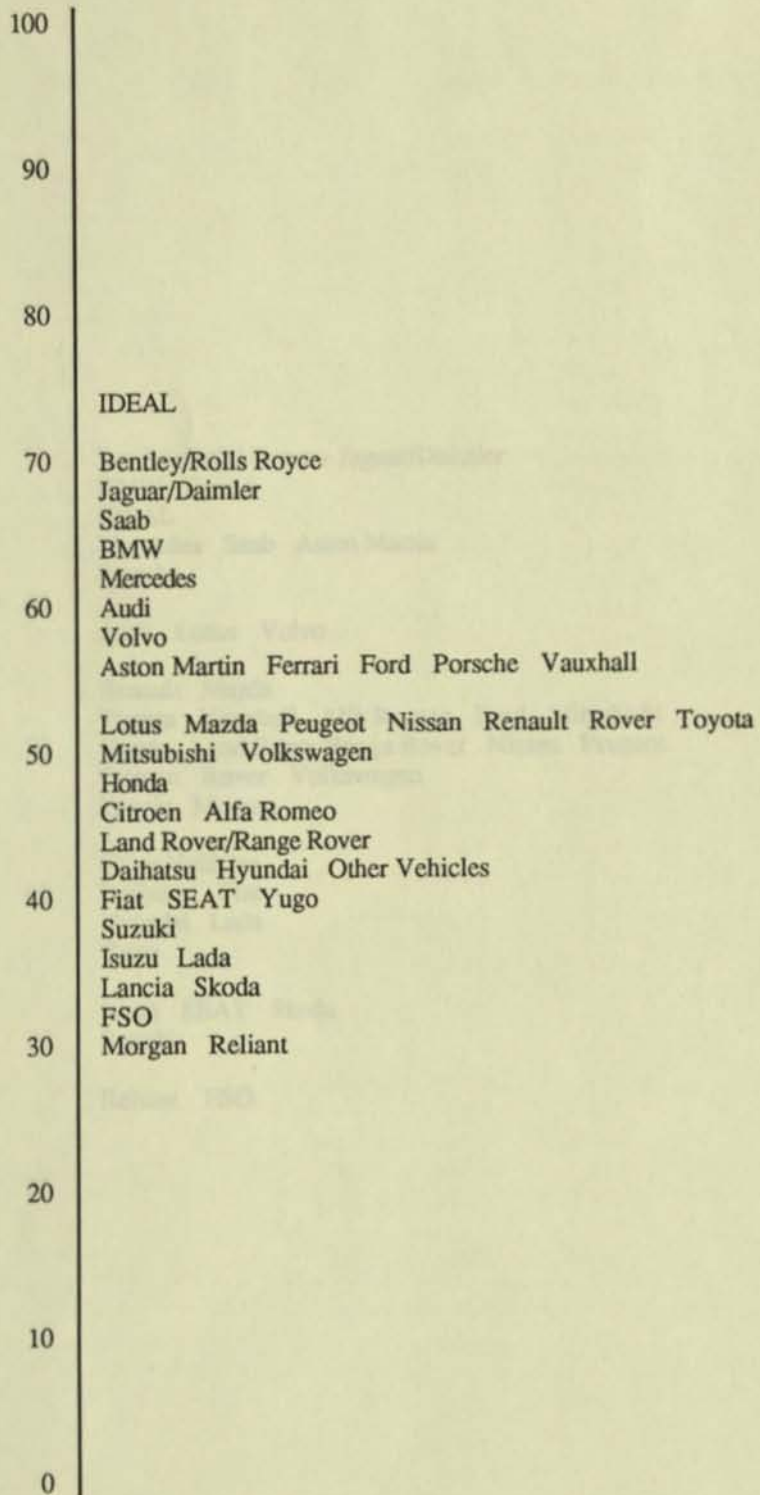 100
90
80
IDEAL
70 Bentley/Rolls Royce
Jaguar/Daimler
Saab
BMW
Mercedes
60 Audi
Volvo
Aston Martin Ferrari Ford Porsche Vauxhall
Lotus Mazda Peugeot Nissan Renault Rover Toyota
50 Mitsubishi Volkswagen
Honda
Citroen Alfa Romeo
Land Rover/Range Rover
Daihatsu Hyundai Other Vehicles
40 Fiat SEAT Yugo
Suzuki
Isuzu Lada
Lancia Skoda
FSO
30 Morgan Reliant
20
10
0